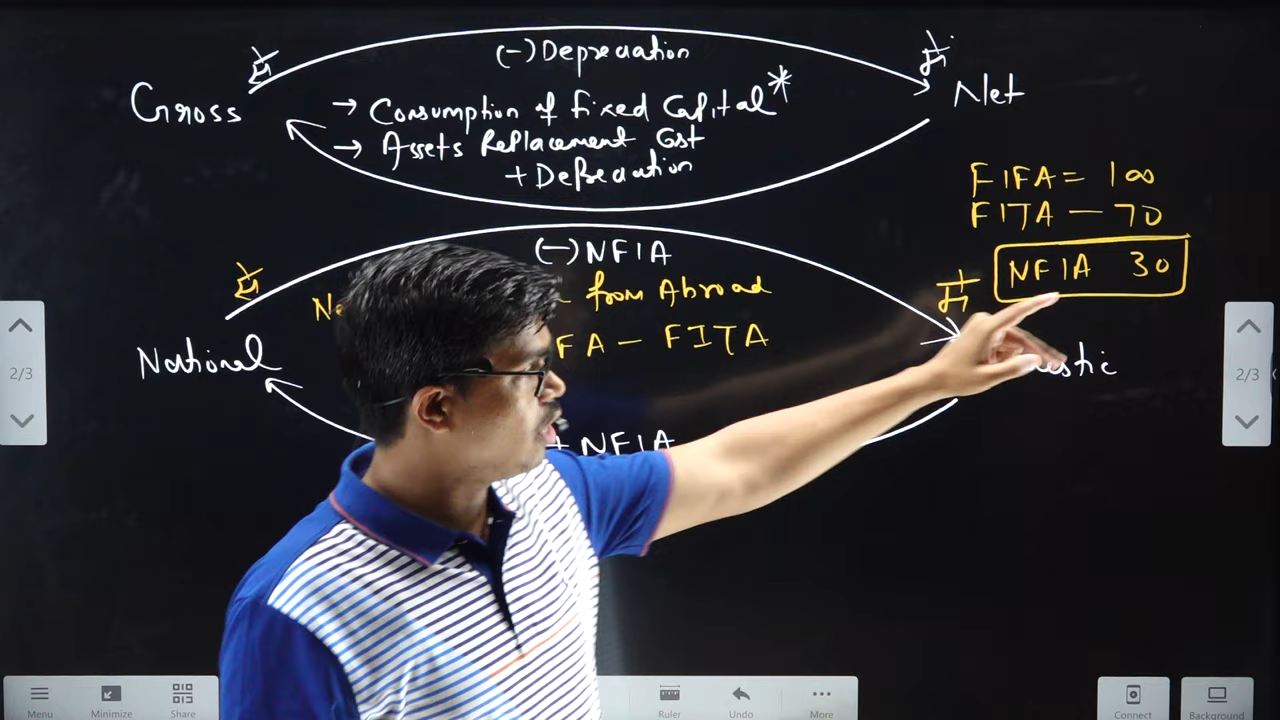 (-) Depreciation
Gross
Net
→ Consumption of Fixed Capital*
→ Assets Replacement Cost
+ Depreciation
FIFA = 100
FITA - 70
NFIA 30
(-) NFIA
from Abroad
FA - FITA
National
+ NFIA
2/3
2/3
Menu
Minimize
Share
Ruler
Undo
More
Connect
Background